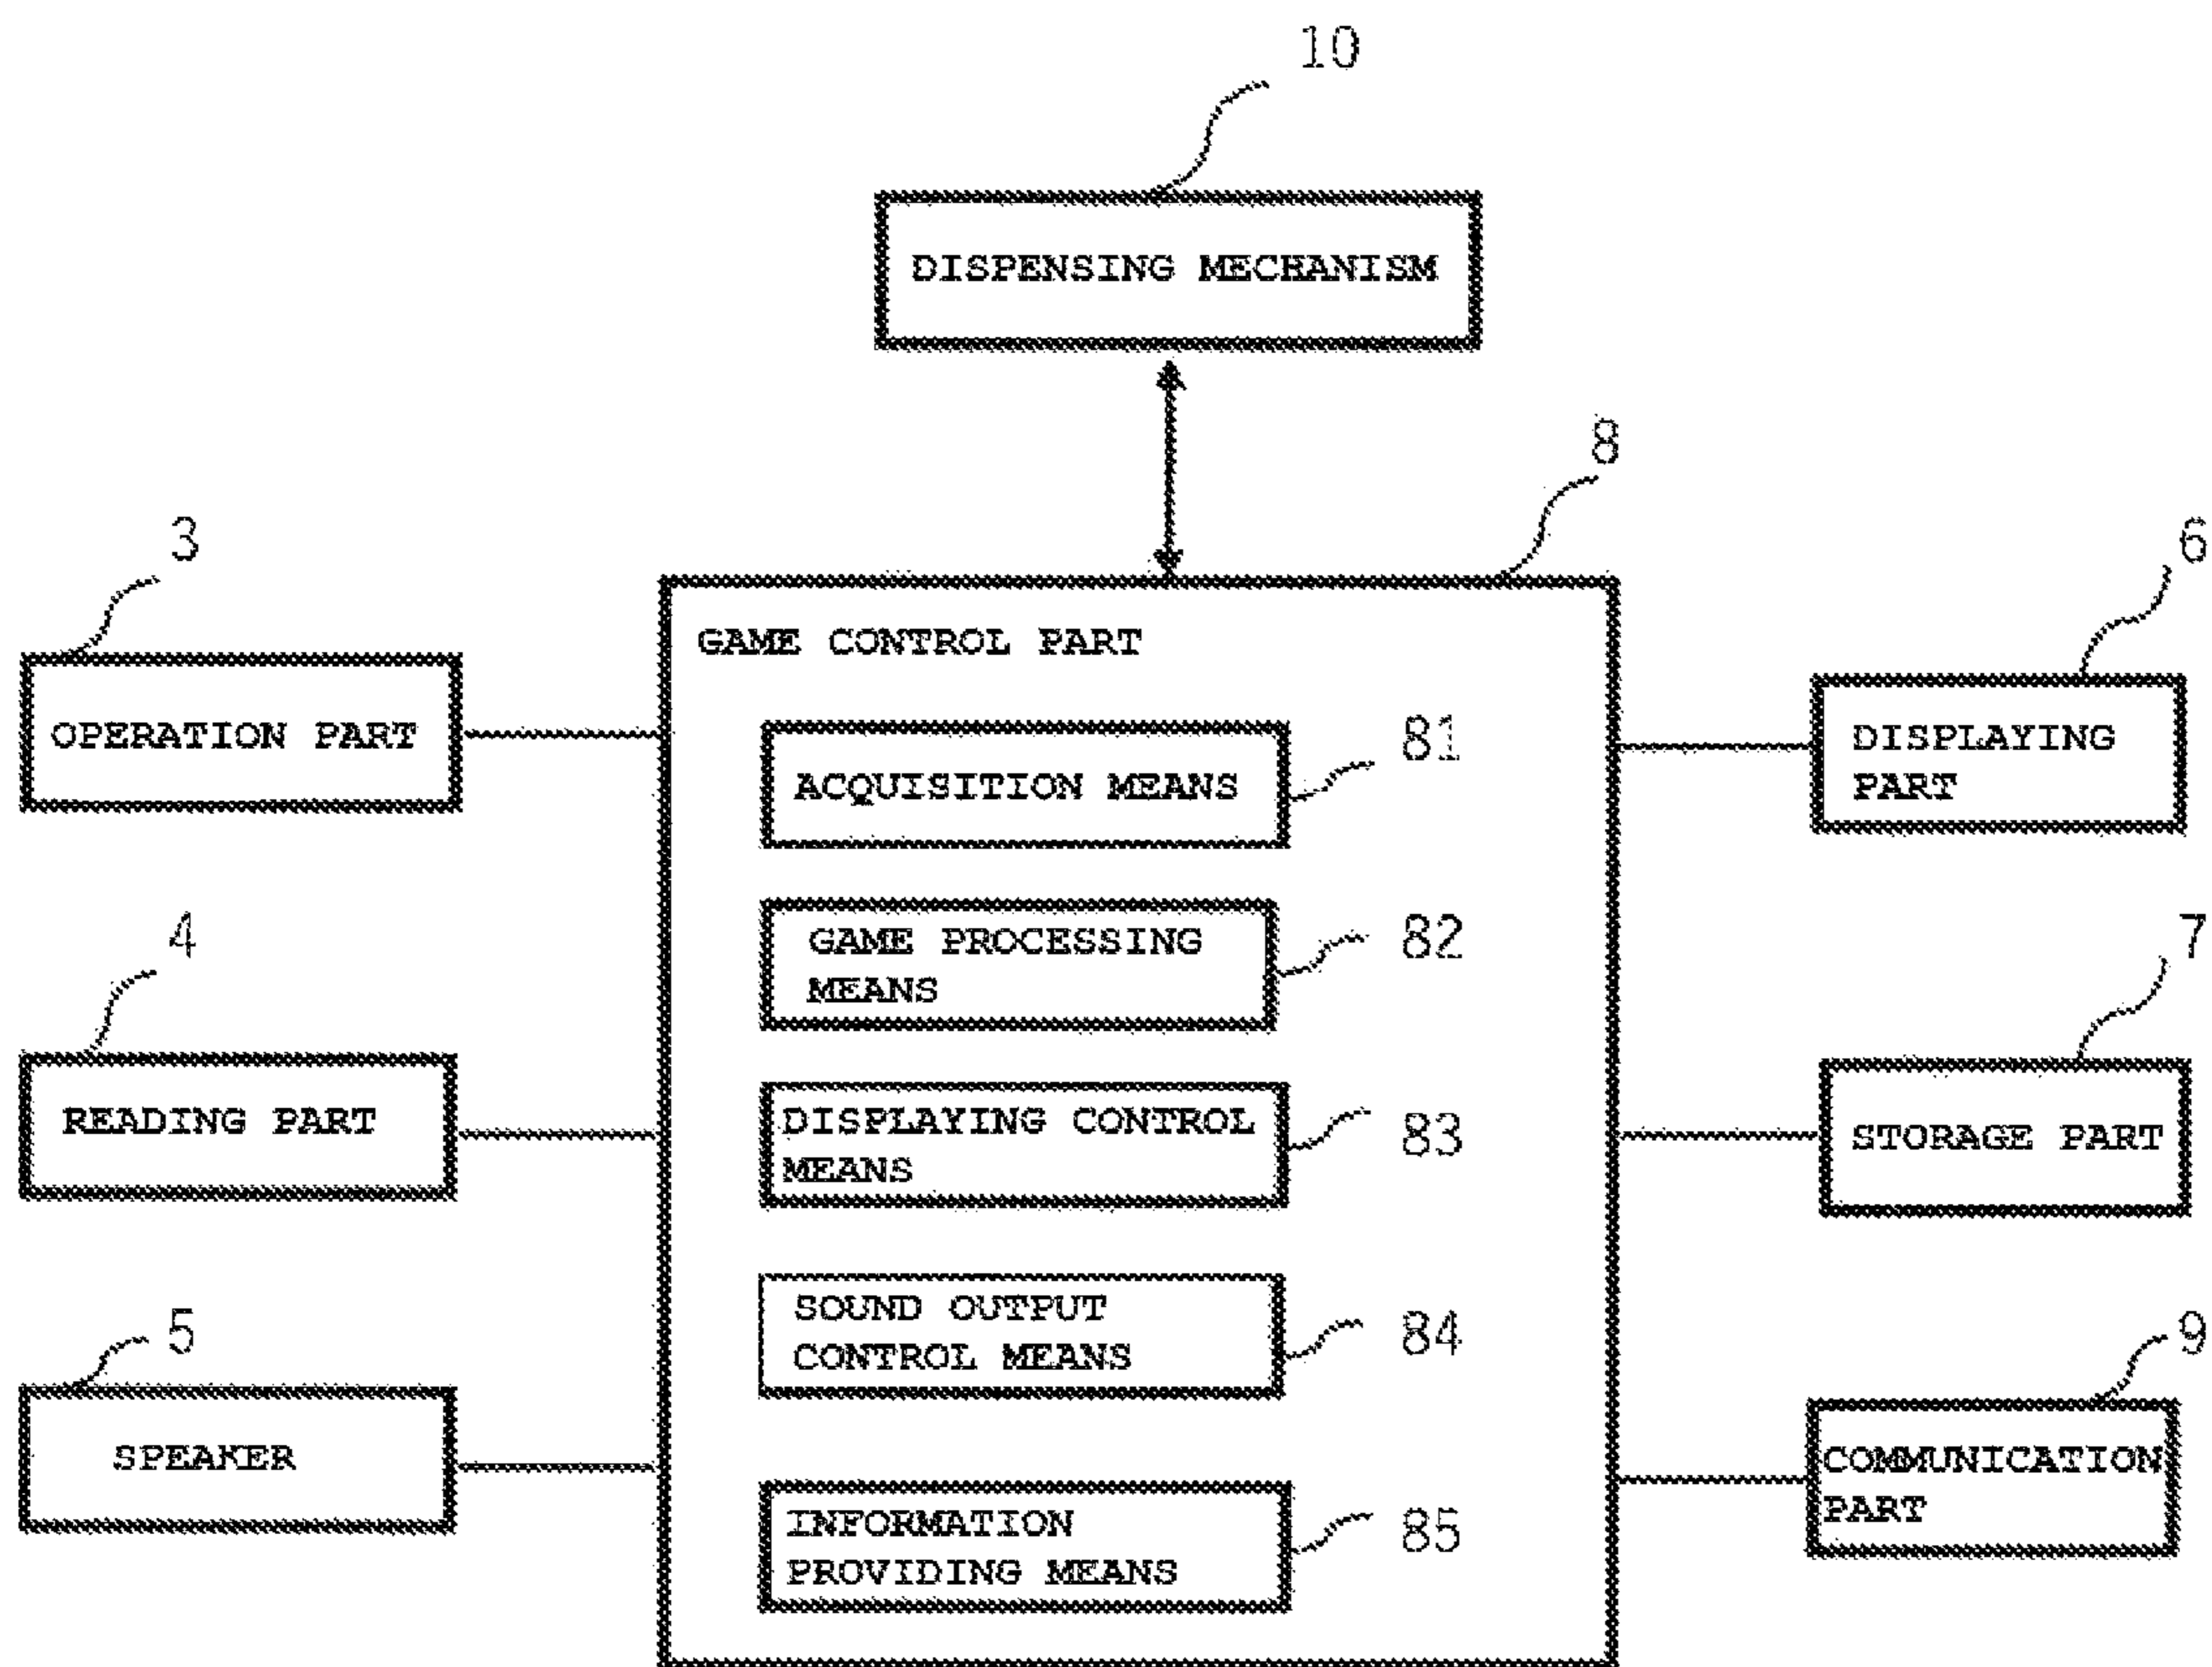 10
DISPENSING MECHANISM
8
3
6
GAME CONTROL PART
OPERATION PART
81
ACQUISITION MEANS
DISPLAYING
PART
4
82
GAME PROCESSING
MEANS
7
READING PART
83
DISPLAYING CONTROL
MEANS
STORAGE PART
5
84
SOUND OUTPUT
CONTROL MEANS
9
SPEAKER
85
INFORMATION
PROVIDING MEANS
COMMUNICATION
PART